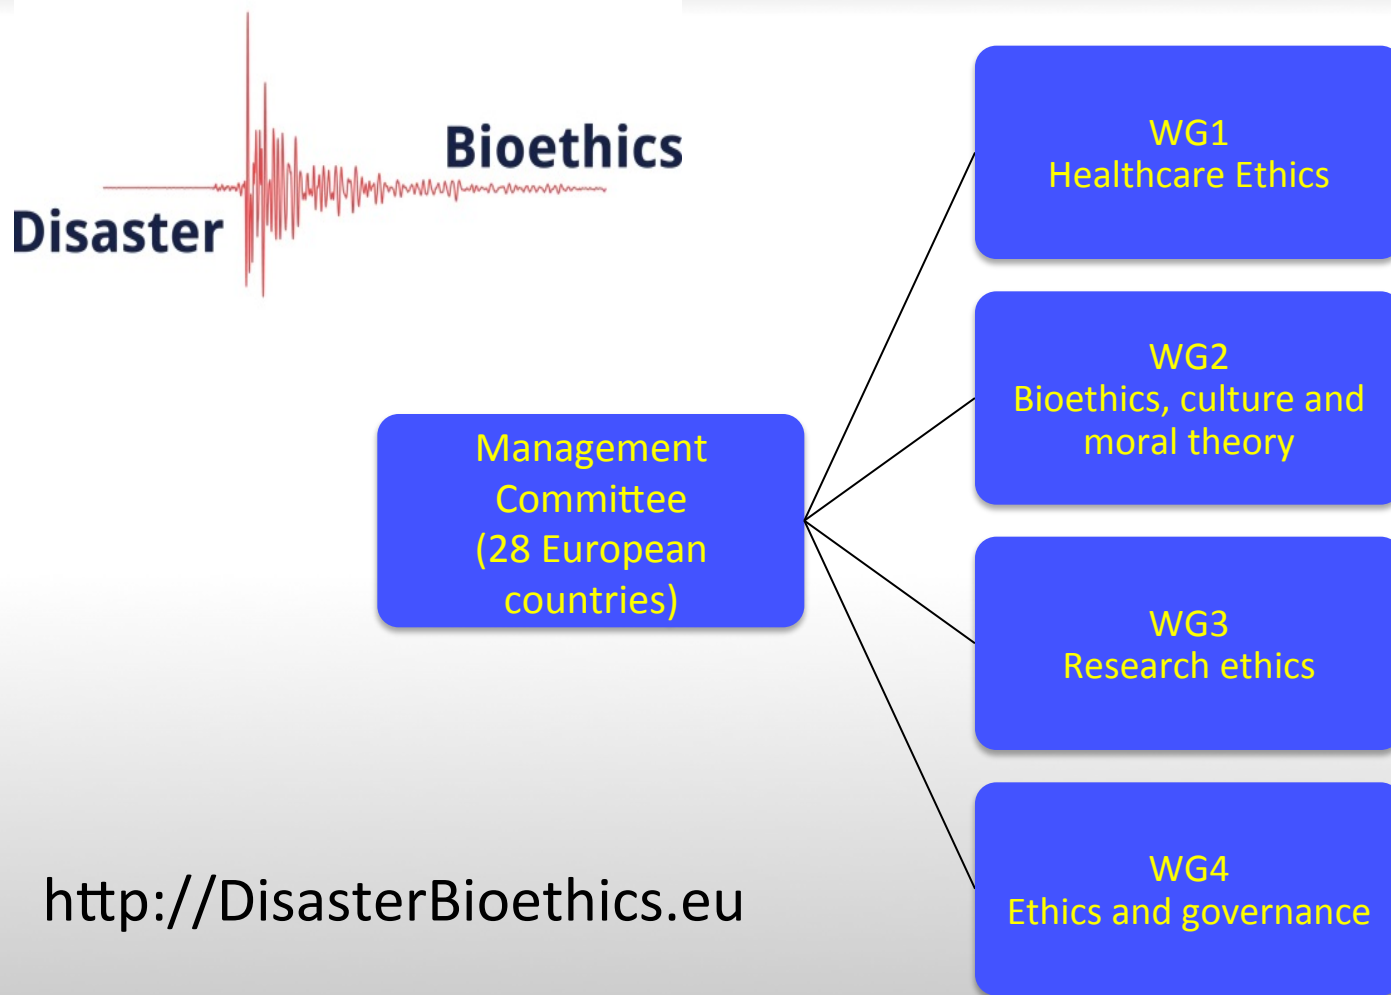 Disaster
Bioethics
Management
Committee
(28 European
countries)
WG1
Healthcare Ethics
WG2
Bioethics, culture and
moral theory
WG3
Research ethics
WG4
Ethics and governance
http://DisasterBioethics.eu